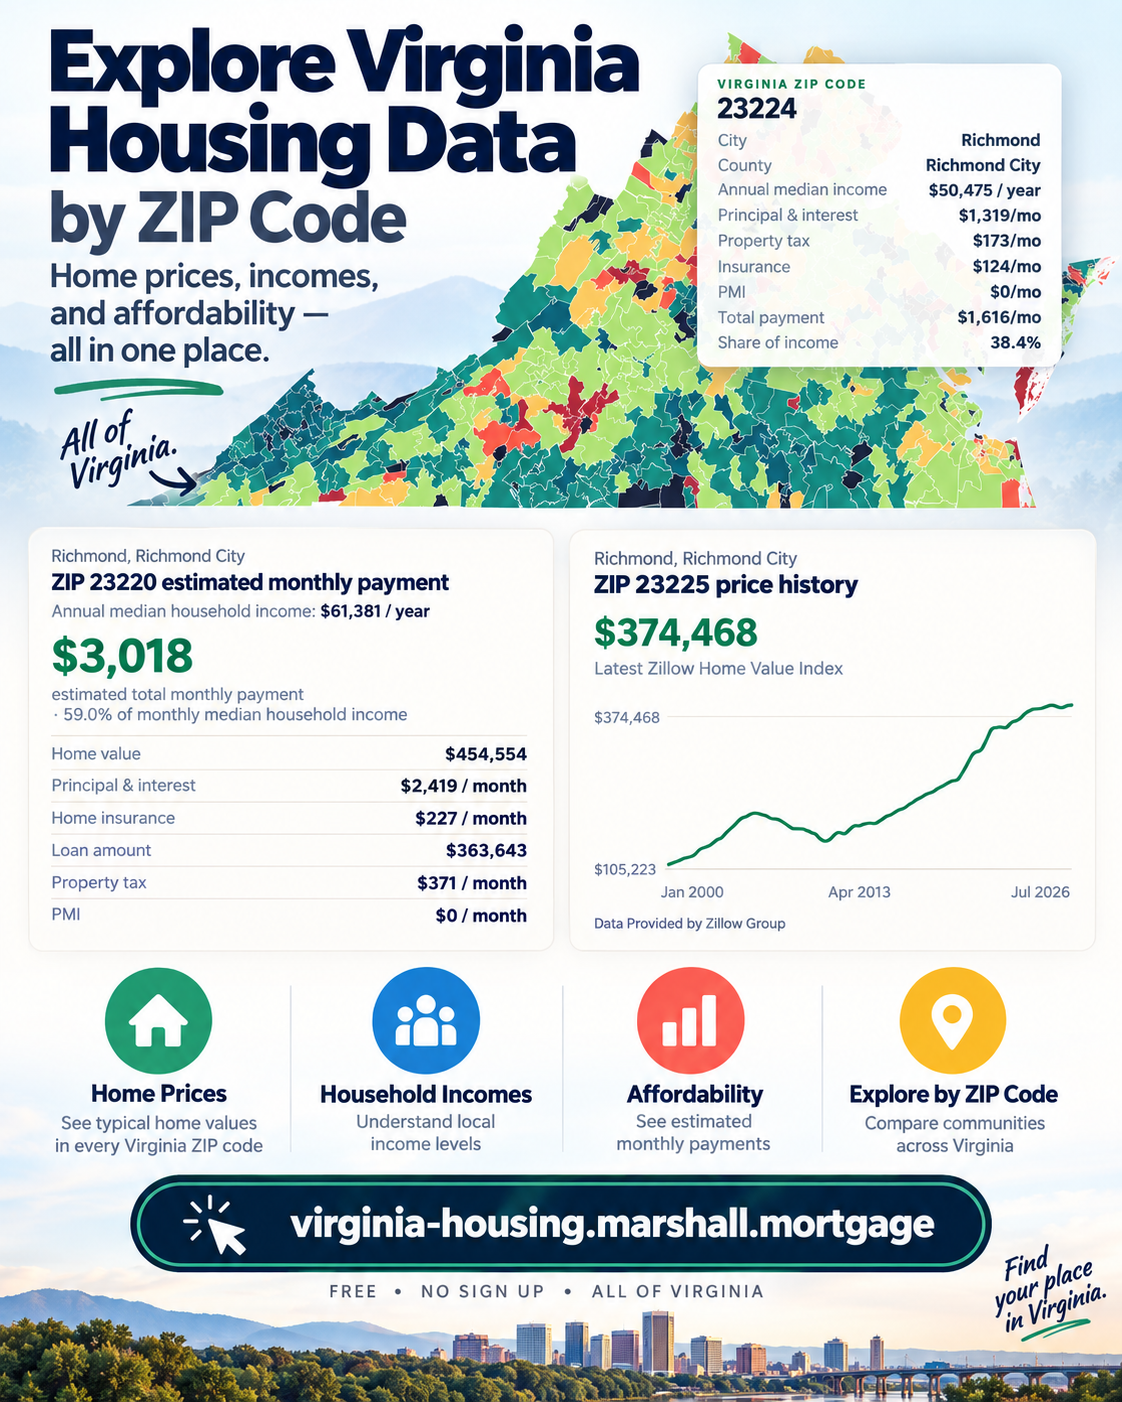 Explore Virginia
Housing Data
by ZIP Code
Home prices, incomes,
and affordability —
all in one place.
All of
Virginia.
VIRGINIA ZIP CODE
23224
City Richmond
County Richmond City
Annual median income $50,475 / year
Principal & interest $1,319/mo
Property tax $173/mo
Insurance $124/mo
PMI $0/mo
Total payment $1,616/mo
Share of income 38.4%
Richmond, Richmond City
ZIP 23220 estimated monthly payment
Annual median household income: $61,381 / year
$3,018
estimated total monthly payment
· 59.0% of monthly median household income
Home value $454,554
Principal & interest $2,419 / month
Home insurance $227 / month
Loan amount $363,643
Property tax $371 / month
PMI $0 / month
Richmond, Richmond City
ZIP 23225 price history
$374,468
Latest Zillow Home Value Index
$374,468
$105,223
Jan 2000 Apr 2013 Jul 2026
Data Provided by Zillow Group
Home Prices
See typical home values
in every Virginia ZIP code
Household Incomes
Understand local
income levels
Affordability
See estimated
monthly payments
Explore by ZIP Code
Compare communities
across Virginia
virginia-housing.marshall.mortgage
FREE • NO SIGN UP • ALL OF VIRGINIA
Find
your place
in Virginia.